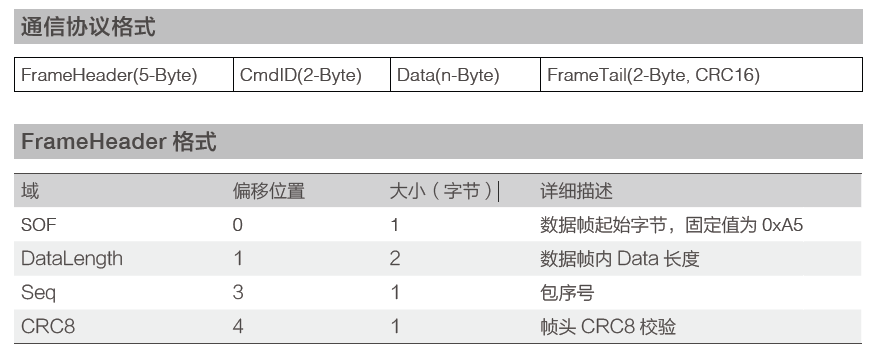 通信协议格式
FrameHeader(5-Byte) CmdID(2-Byte) Data(n-Byte) FrameTail(2-Byte, CRC16)
FrameHeader 格式
域 偏移位置 大小（字节） 详细描述
SOF 0 1 数据帧起始字节，固定值为 0xA5
DataLength 1 2 数据帧内 Data 长度
Seq 3 1 包序号
CRC8 4 1 帧头 CRC8 校验